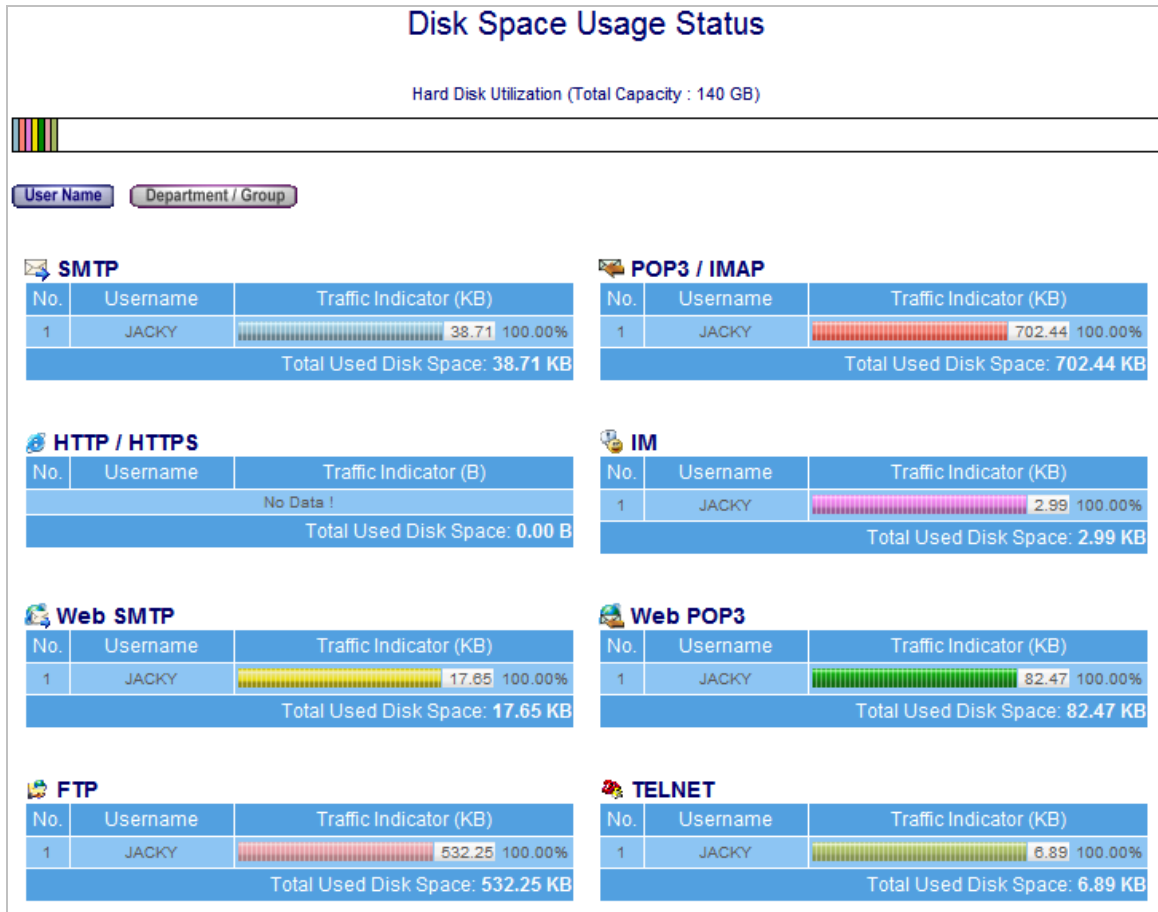 Disk Space Usage Status
Hard Disk Utilization (Total Capacity : 140 GB)
User Name Department / Group
SMTP
No. Username Traffic Indicator (KB)
1 JACKY 38.71 100.00%
Total Used Disk Space: 38.71 KB
POP3 / IMAP
No. Username Traffic Indicator (KB)
1 JACKY 702.44 100.00%
Total Used Disk Space: 702.44 KB
HTTP / HTTPS
No. Username Traffic Indicator (B)
No Data !
Total Used Disk Space: 0.00 B
IM
No. Username Traffic Indicator (KB)
1 JACKY 2.99 100.00%
Total Used Disk Space: 2.99 KB
Web SMTP
No. Username Traffic Indicator (KB)
1 JACKY 17.65 100.00%
Total Used Disk Space: 17.65 KB
Web POP3
No. Username Traffic Indicator (KB)
1 JACKY 82.47 100.00%
Total Used Disk Space: 82.47 KB
FTP
No. Username Traffic Indicator (KB)
1 JACKY 532.25 100.00%
Total Used Disk Space: 532.25 KB
TELNET
No. Username Traffic Indicator (KB)
1 JACKY 6.89 100.00%
Total Used Disk Space: 6.89 KB